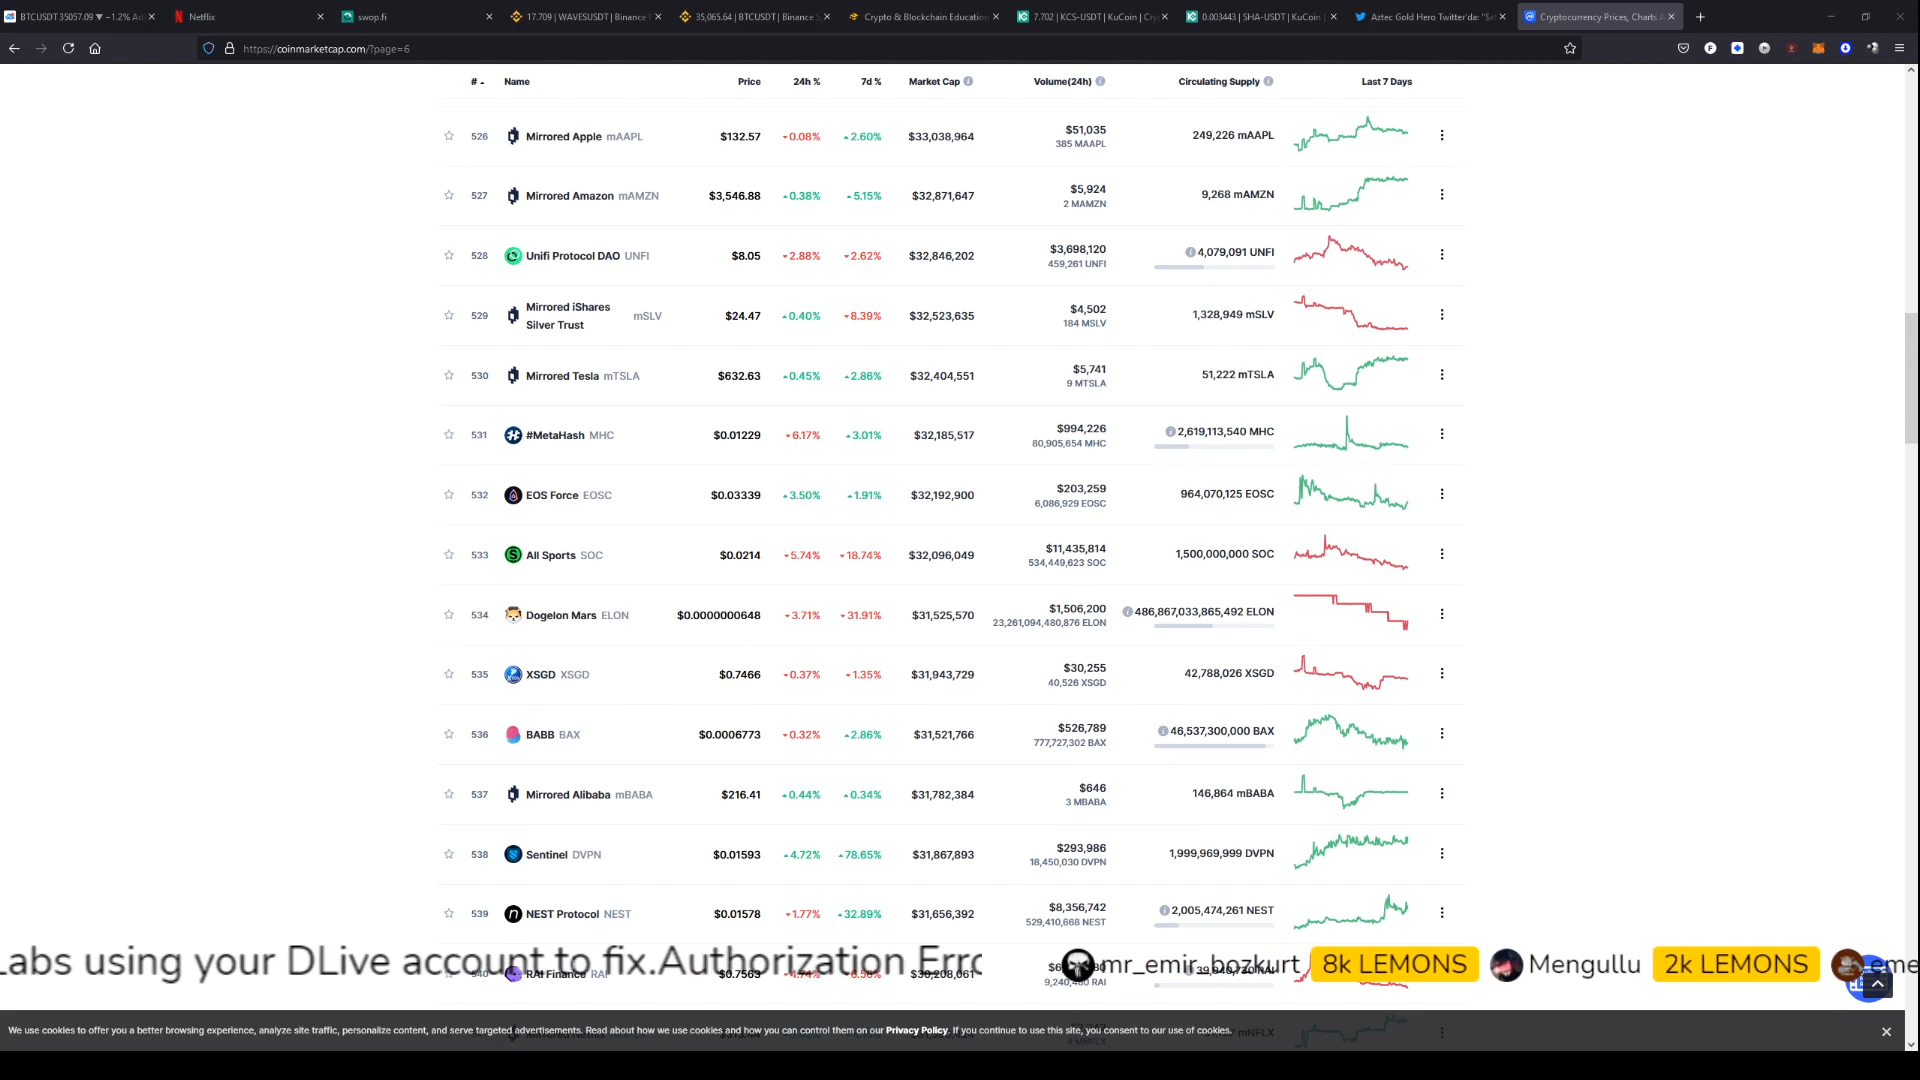 BTCUSDT 35057.09 ▼ −1.2% Ad
Netflix
swop.fi
17.709 | WAVESUSDT | Binance
35,065.64 | BTCUSDT | Binance S
Crypto & Blockchain Education
7.702 | KCS-USDT | KuCoin | Cry
0.003443 | SHA-USDT | KuCoin |
Aztec Gold Hero Twitter'da: "$el
Cryptocurrency Prices, Charts A
https://coinmarketcap.com/?page=6
# Name Price 24h % 7d % Market Cap Volume(24h) Circulating Supply Last 7 Days
526 Mirrored Apple mAAPL $132.57 0.08% 2.60% $33,038,964 $51,035 249,226 mAAPL
385 MAAPL
527 Mirrored Amazon mAMZN $3,546.88 0.38% 5.15% $32,871,647 $5,924 9,268 mAMZN
2 MAMZN
528 Unifi Protocol DAO UNFI $8.05 2.88% 2.62% $32,846,202 $3,698,120 4,079,091 UNFI
459,261 UNFI
529 Mirrored iShares Silver Trust mSLV $24.47 0.40% 8.39% $32,523,635 $4,502 1,328,949 mSLV
184 MSLV
530 Mirrored Tesla mTSLA $632.63 0.45% 2.86% $32,404,551 $5,741 51,222 mTSLA
9 MTSLA
531 #MetaHash MHC $0.01229 6.17% 3.01% $32,185,517 $994,226 2,619,113,540 MHC
80,905,654 MHC
532 EOS Force EOSC $0.03339 3.50% 1.91% $32,192,900 $203,259 964,070,125 EOSC
6,086,929 EOSC
533 All Sports SOC $0.0214 5.74% 18.74% $32,096,049 $11,435,814 1,500,000,000 SOC
534,449,623 SOC
534 Dogelon Mars ELON $0.0000000648 3.71% 31.91% $31,525,570 $1,506,200 486,867,033,865,492 ELON
23,261,094,480,876 ELON
535 XSGD XSGD $0.7466 0.37% 1.35% $31,943,729 $30,255 42,788,026 XSGD
40,526 XSGD
536 BABB BAX $0.0006773 0.32% 2.86% $31,521,766 $526,789 46,537,300,000 BAX
777,727,302 BAX
537 Mirrored Alibaba mBABA $216.41 0.44% 0.34% $31,782,384 $646 146,864 mBABA
3 MBABA
538 Sentinel DVPN $0.01593 4.72% 78.65% $31,867,893 $293,986 1,999,969,999 DVPN
18,450,030 DVPN
539 NEST Protocol NEST $0.01578 1.77% 32.89% $31,656,392 $8,356,742 2,005,474,261 NEST
529,410,668 NEST
Labs using your DLive account to fix.Authorization Erro
mr_emir_bozkurt 8k LEMONS Mengullu 2k LEMONS eme
540 RAI Finance RAI $0.7563 4.74% $30,208,061
We use cookies to offer you a better browsing experience, analyze site traffic, personalize content, and serve targeted advertisements. Read about how we use cookies and how you can control them on our Privacy Policy. If you continue to use this site, you consent to our use of cookies.
4 MNFLX